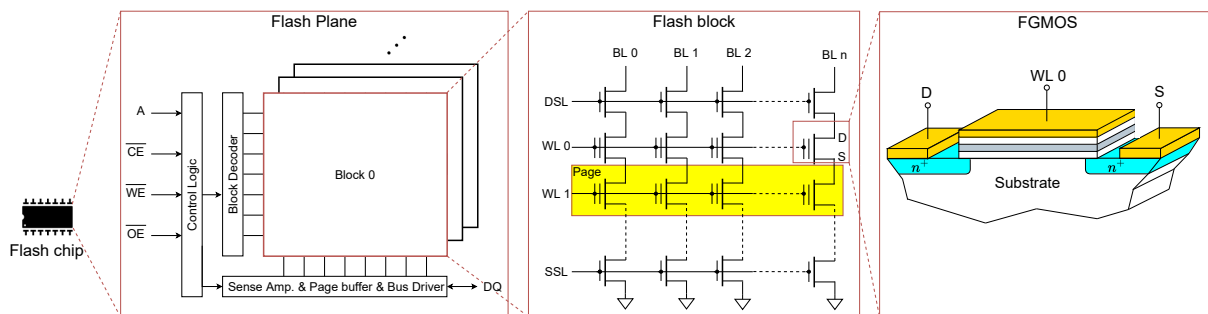 Flash chip
Flash Plane
A
CE
WE
OE
Control Logic
Block Decoder
Block 0
Sense Amp. & Page buffer & Bus Driver
DQ
Flash block
BL 0 BL 1 BL 2 BL n
DSL
WL 0
D
S
Page
WL 1
SSL
FGMOS
WL 0
D
S
n+ n+
Substrate